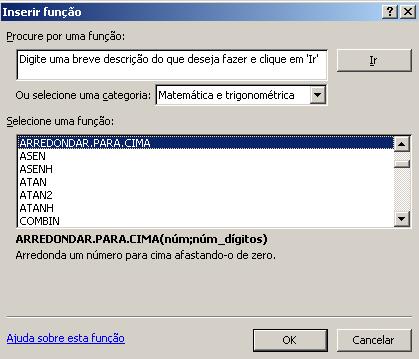 Inserir função
Procure por uma função:
Digite uma breve descrição do que deseja fazer e clique em 'Ir'
Ir
Ou selecione uma categoria: Matemática e trigonométrica
Selecione uma função:
ARREDONDAR.PARA.CIMA
ASEN
ASENH
ATAN
ATAN2
ATANH
COMBIN
ARREDONDAR.PARA.CIMA(núm;núm_dígitos)
Arredonda um número para cima afastando-o de zero.
Ajuda sobre esta função
OK
Cancelar